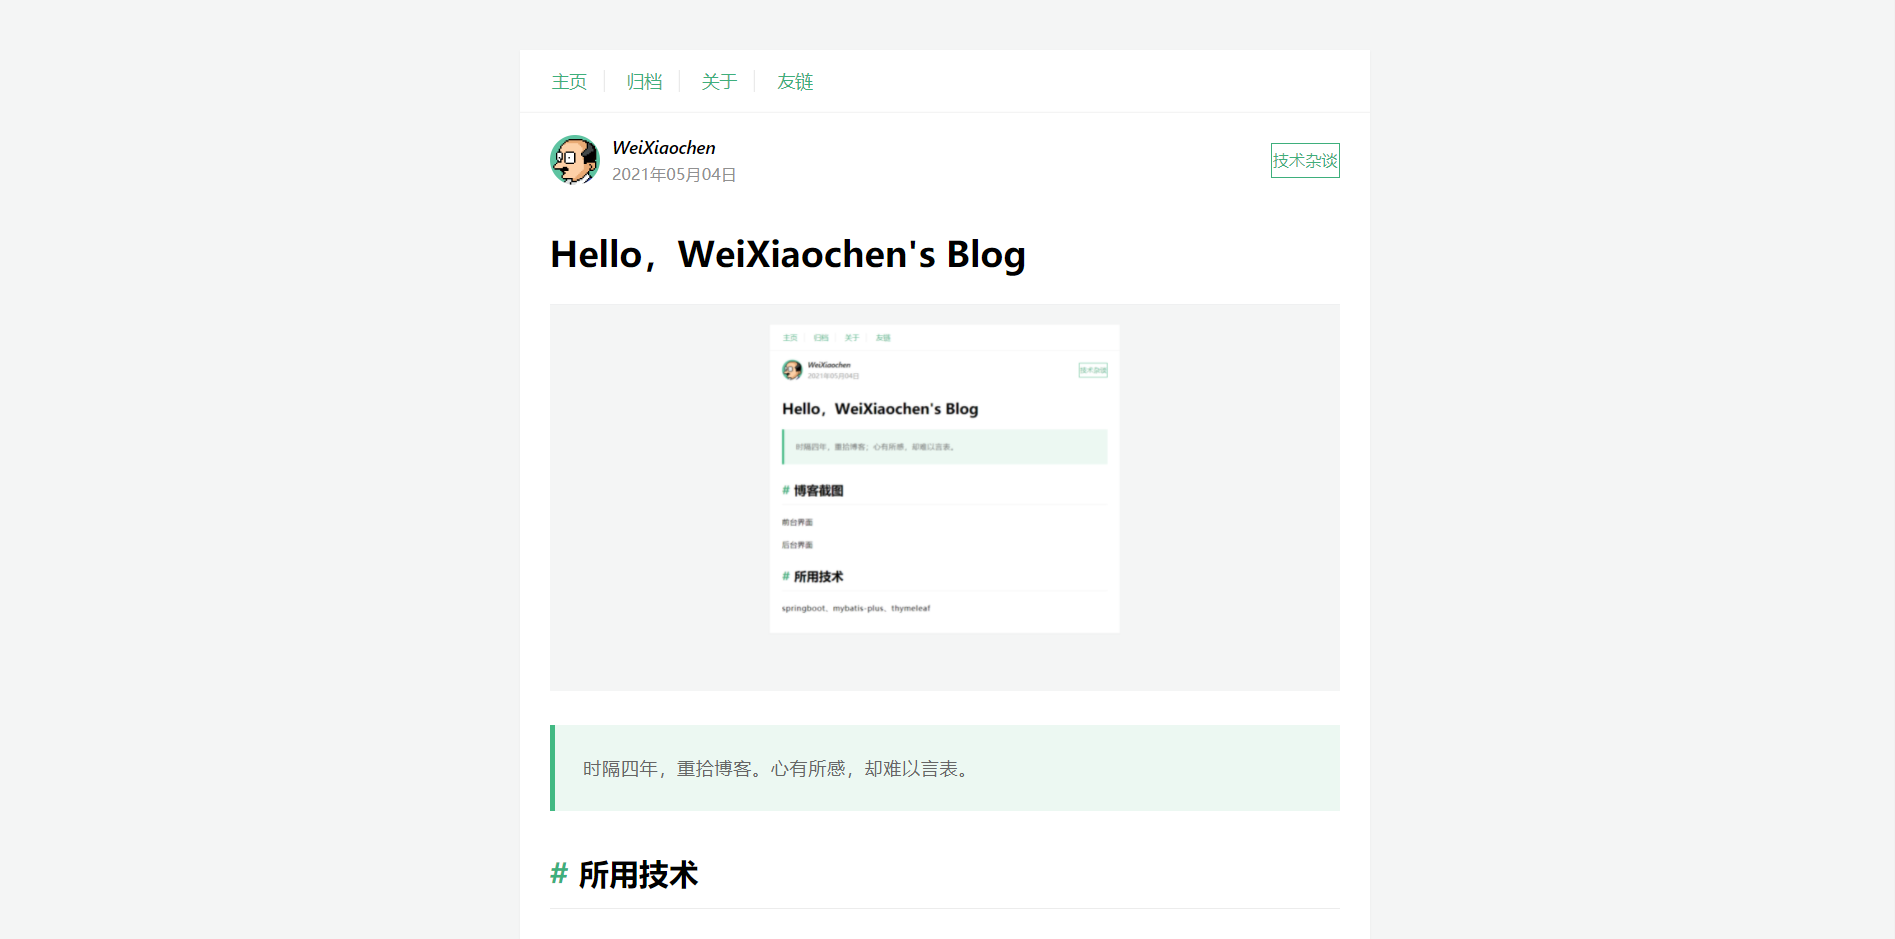 主页 归档 关于 友链
WeiXiaochen
2021年05月04日
技术杂谈
Hello，WeiXiaochen's Blog
主页 归档 关于 友链
WeiXiaochen
2021年05月04日
技术杂谈
Hello，WeiXiaochen's Blog
时隔四年，重拾博客；心有所感，却难以言表。
# 博客截图
前台界面
后台界面
# 所用技术
springboot、mybatis-plus、thymeleaf
时隔四年，重拾博客。心有所感，却难以言表。
# 所用技术